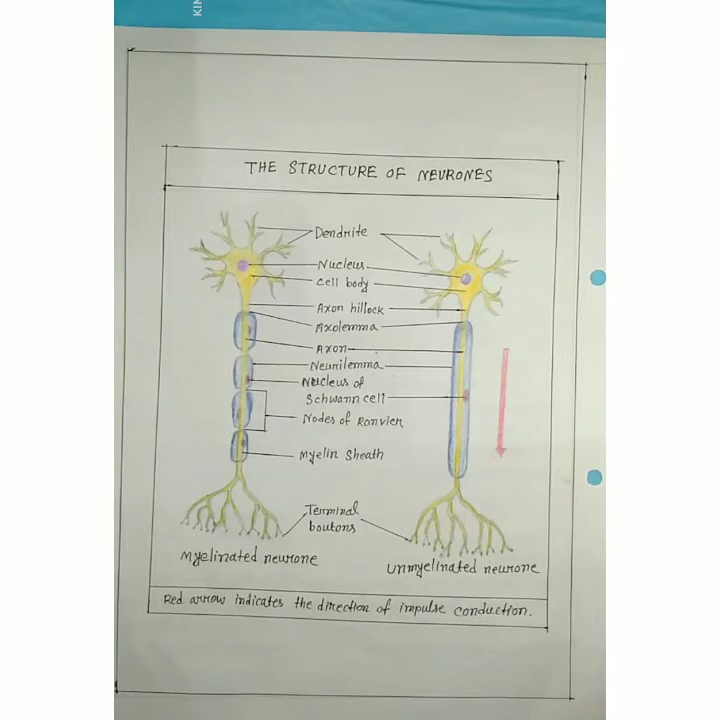 KIN
THE STRUCTURE OF NEURONES
Dendrite
Nucleus
Cell body
Axon hillock
Axolemma
Axon
Neurilemma
Nucleus of
Schwann cell
Nodes of Ranvier
Myelin Sheath
Terminal
boutons
Myelinated neurone
unmyelinated neurone
Red arrow indicates the direction of impulse conduction.